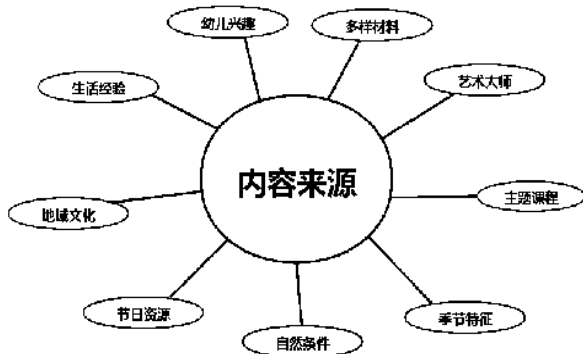 幼儿兴趣
多样材料
艺术大师
生活经验
内容来源
主题课程
地域文化
节日资源
季节特征
自然条件